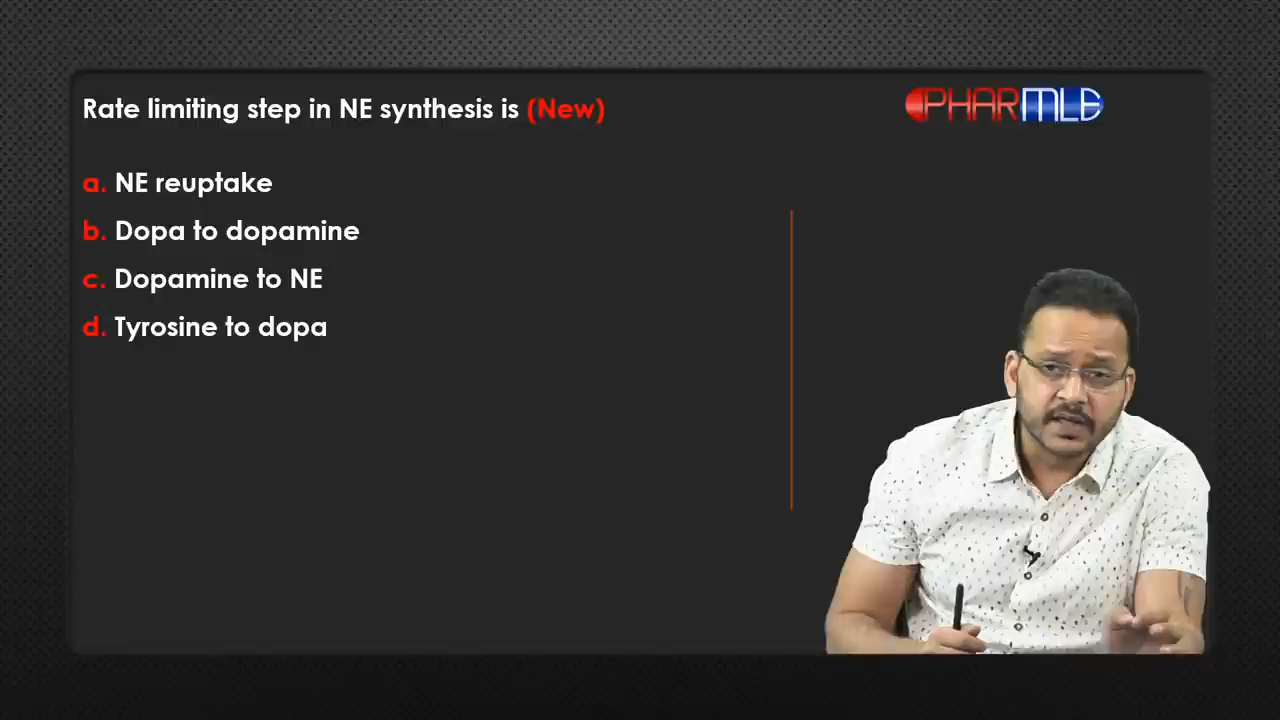 Rate limiting step in NE synthesis is (New)
PHARMLE
a. NE reuptake
b. Dopa to dopamine
c. Dopamine to NE
d. Tyrosine to dopa